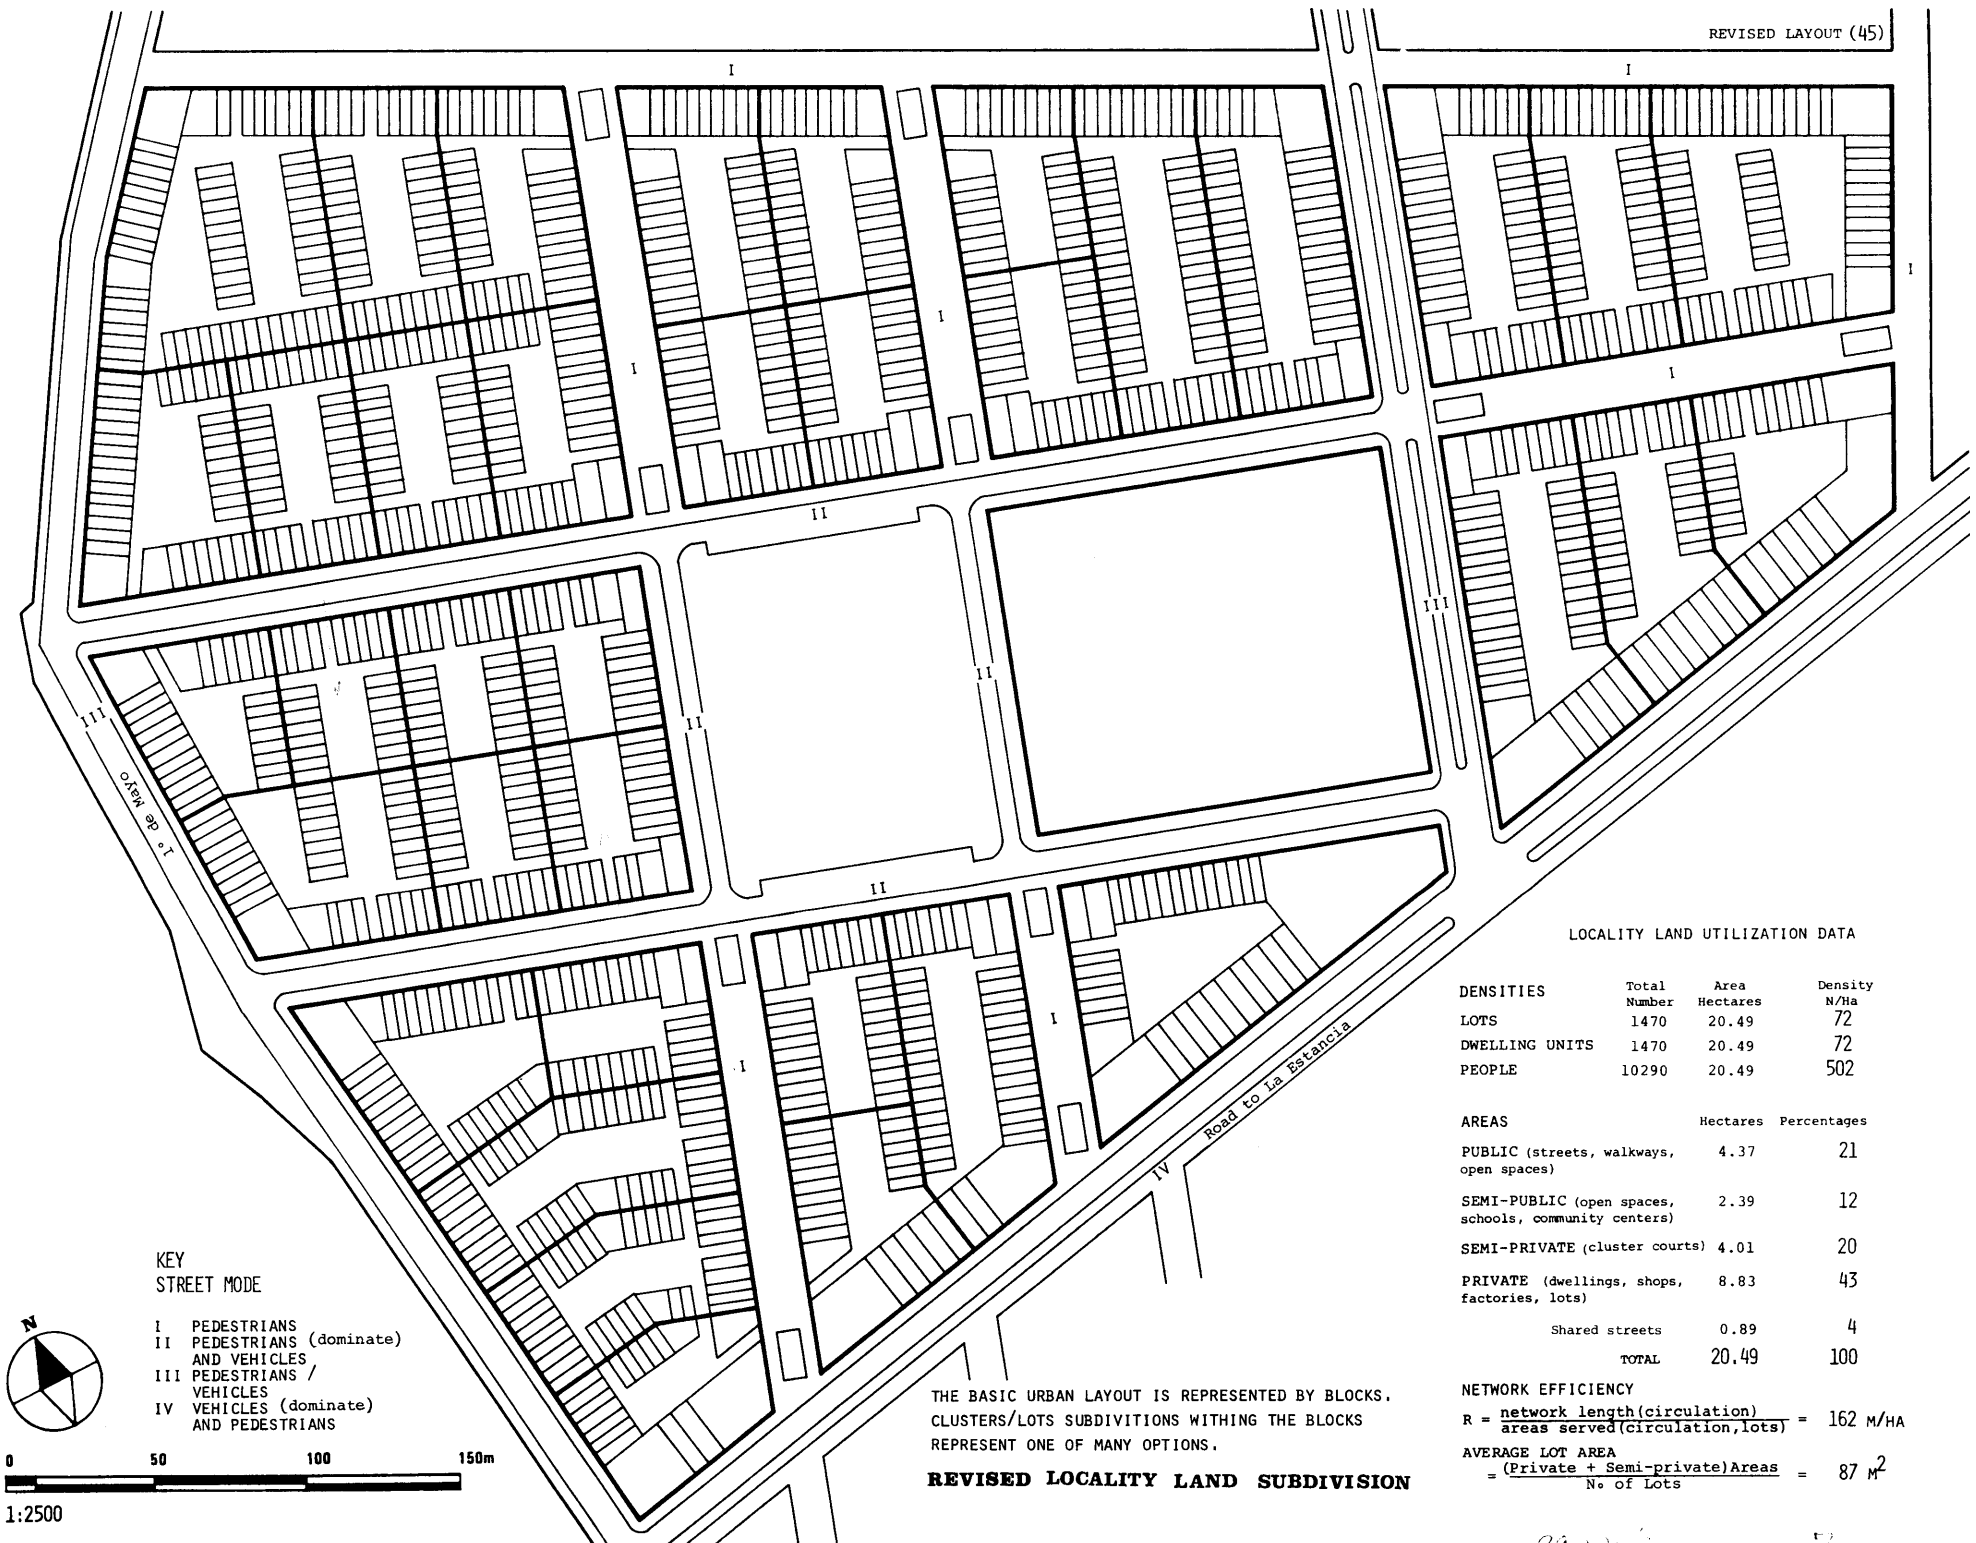 REVISED LAYOUT (45)
I
I
I
I
I
I
II
III
II
II
III
1º de Mayo
II
I
I
IV
Road to La Estancia
LOCALITY LAND UTILIZATION DATA
DENSITIES Total Number Area Hectares Density N/Ha
LOTS 1470 20.49 72
DWELLING UNITS 1470 20.49 72
PEOPLE 10290 20.49 502
AREAS Hectares Percentages
PUBLIC (streets, walkways, 4.37 21
open spaces)
SEMI-PUBLIC (open spaces, 2.39 12
schools, community centers)
SEMI-PRIVATE (cluster courts) 4.01 20
PRIVATE (dwellings, shops, 8.83 43
factories, lots)
Shared streets 0.89 4
TOTAL 20.49 100
NETWORK EFFICIENCY
R = network length(circulation) = 162 M/HA
areas served(circulation,lots)
AVERAGE LOT AREA
= (Private + Semi-private)Areas = 87 M²
No of Lots
KEY
STREET MODE
I PEDESTRIANS
II PEDESTRIANS (dominate)
AND VEHICLES
III PEDESTRIANS /
VEHICLES
IV VEHICLES (dominate)
AND PEDESTRIANS
N
0 50 100 150m
1:2500
THE BASIC URBAN LAYOUT IS REPRESENTED BY BLOCKS.
CLUSTERS/LOTS SUBDIVITIONS WITHING THE BLOCKS
REPRESENT ONE OF MANY OPTIONS.
REVISED LOCALITY LAND SUBDIVISION